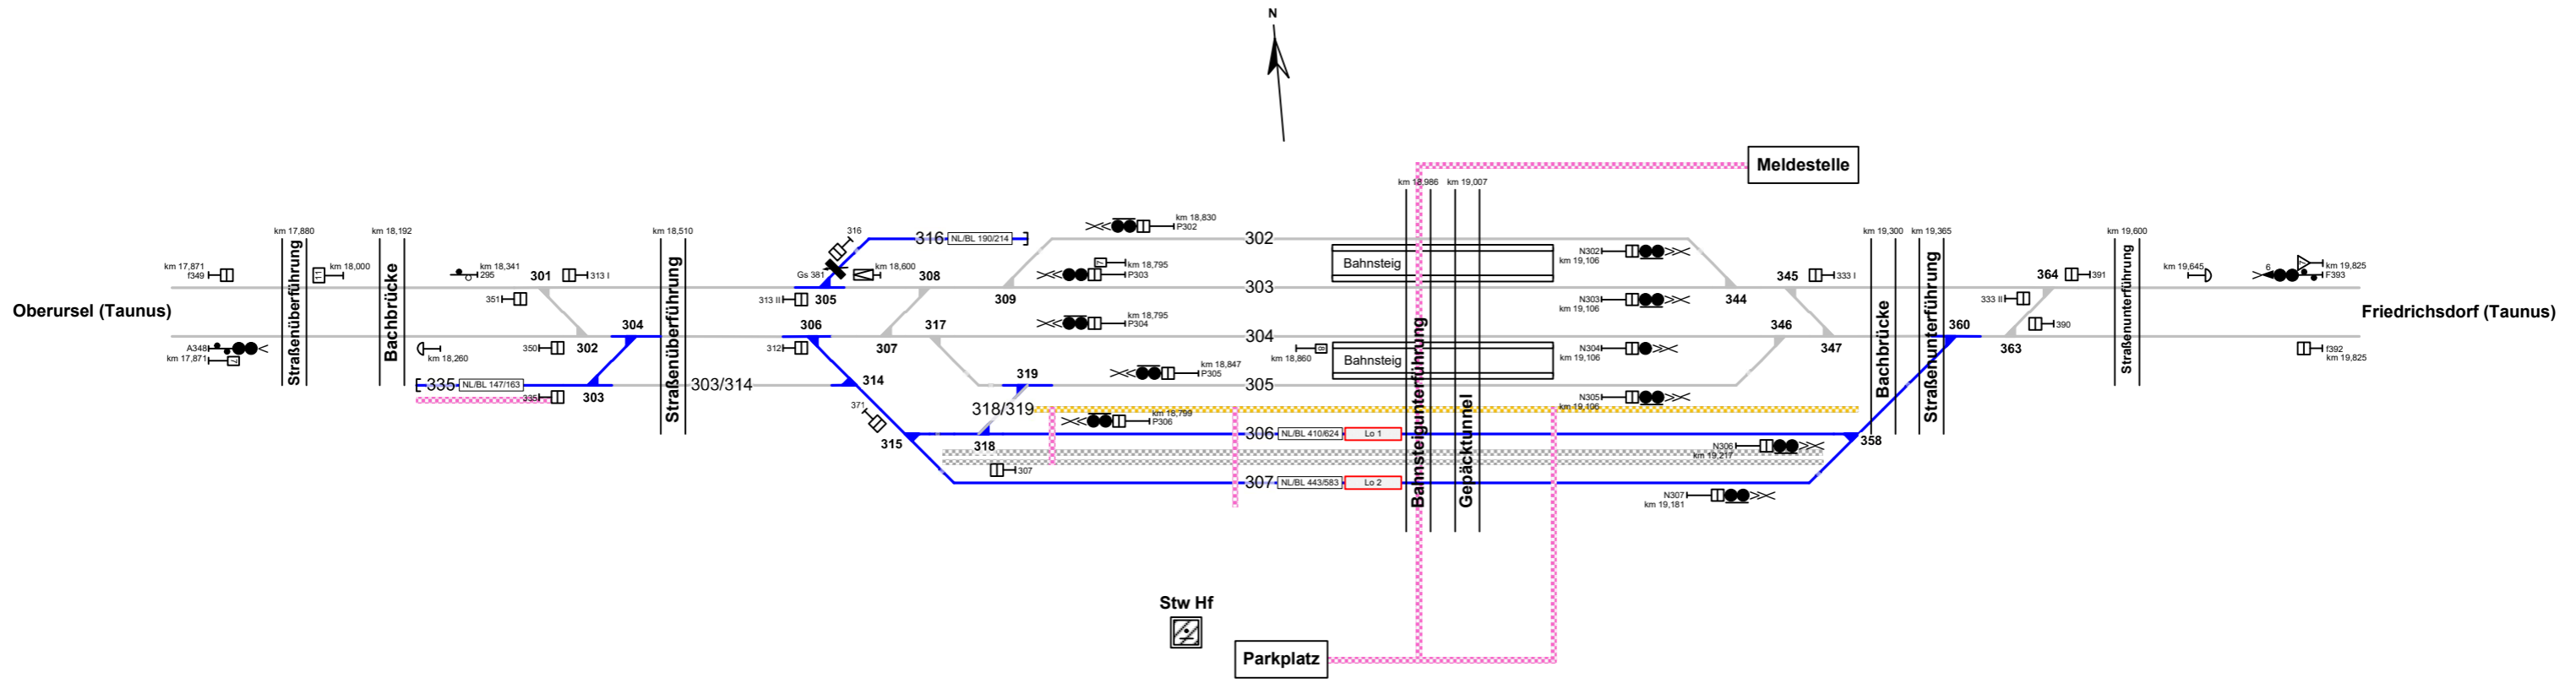 N
Meldestelle
km 18,986
km 19,007
km 17,880
km 18,192
km 18,510
km 18,830
P302
316
316
NL/BL 190/214
302
km 19,300
km 19,365
km 19,600
km 17,871
f349
Straßenüberführung
11
km 18,000
Bachbrücke
km 18,341
295
301
313 I
Straßenüberführung
Gs 381
km 18,600
308
7
km 18,795
P303
Bahnsteig
N302
km 19,106
345
333 I
364
391
km 19,645
6
km 19,825
F393
351
313 II
305
309
303
N303
km 19,106
344
333 II
Oberursel (Taunus)
Friedrichsdorf (Taunus)
304
306
317
km 18,795
P304
304
346
Bachbrücke
Straßenunterführung
360
390
Straßenunterführung
A348
km 17,871
7
km 18,260
350
302
312
307
km 18,860
8
Bahnsteig
N304
km 19,106
347
363
f392
km 19,825
335
NL/BL 147/163
303
303/314
314
319
km 18,847
P305
305
335
371
318/319
km 18,799
P306
N305
km 19,106
315
318
306
NL/BL 410/624
Lo 1
Bahnsteigunterführung
Gepäcktunnel
N306
km 19,217
358
307
307
NL/BL 443/583
Lo 2
N307
km 19,181
Stw Hf
Parkplatz